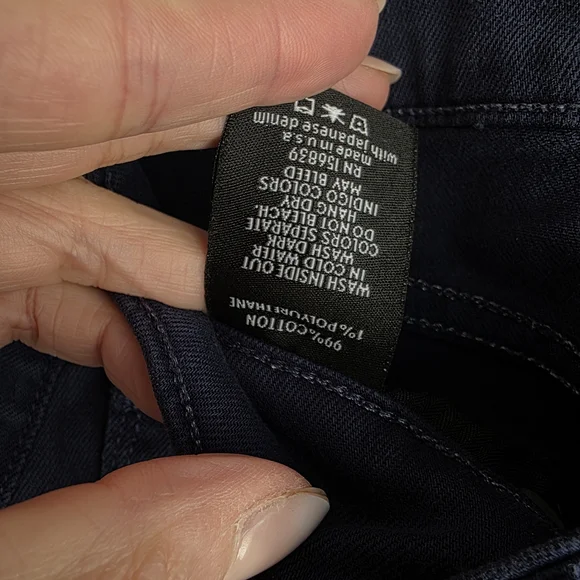 99% COTTON
1% POLYURETHANE
WASH INSIDE OUT
IN COLD WATER
WASH DARK
COLORS SEPARATE
DO NOT BLEACH.
HANG DRY
INDIGO COLORS
MAY BLEED
RN 156839
made in u.s.a
with japanese denim